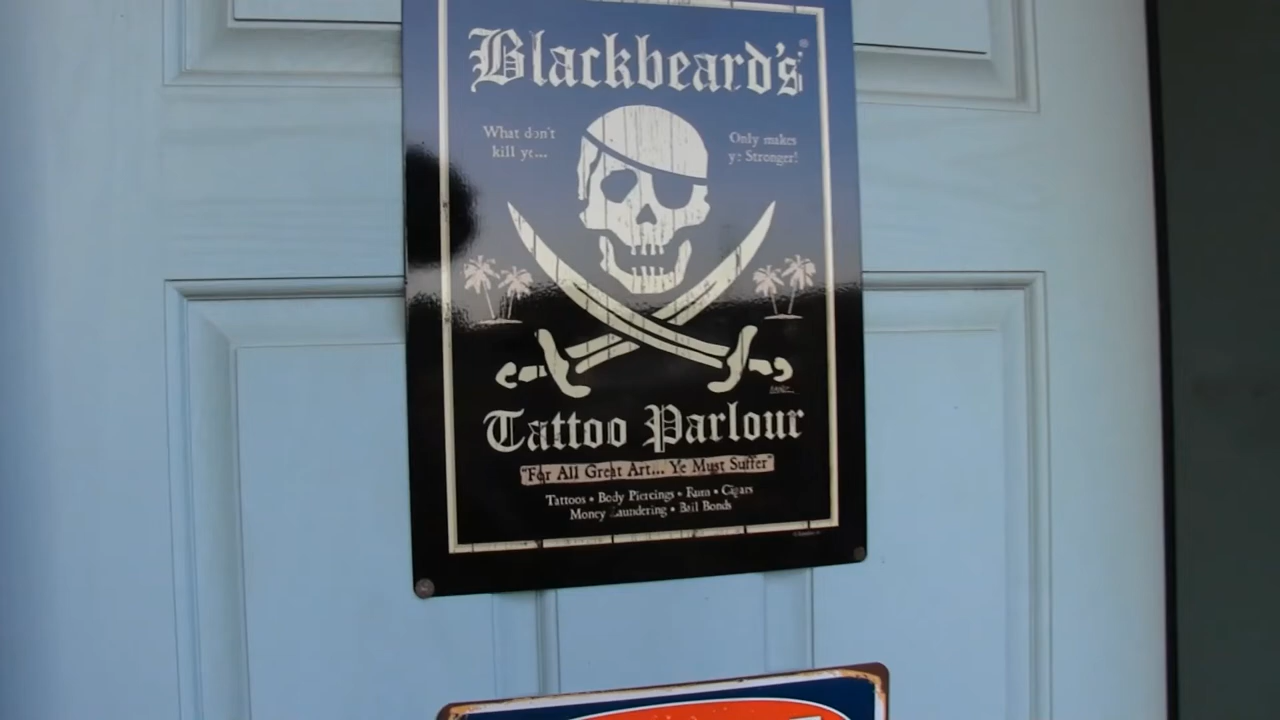 Blackbeard's®
What don't
kill ye...
Only makes
ye Stronger!
Tattoo Parlour
"For All Great Art... Ye Must Suffer"
Tattoos • Body Piercings • Rum • Cigars
Money Laundering • Bail Bonds